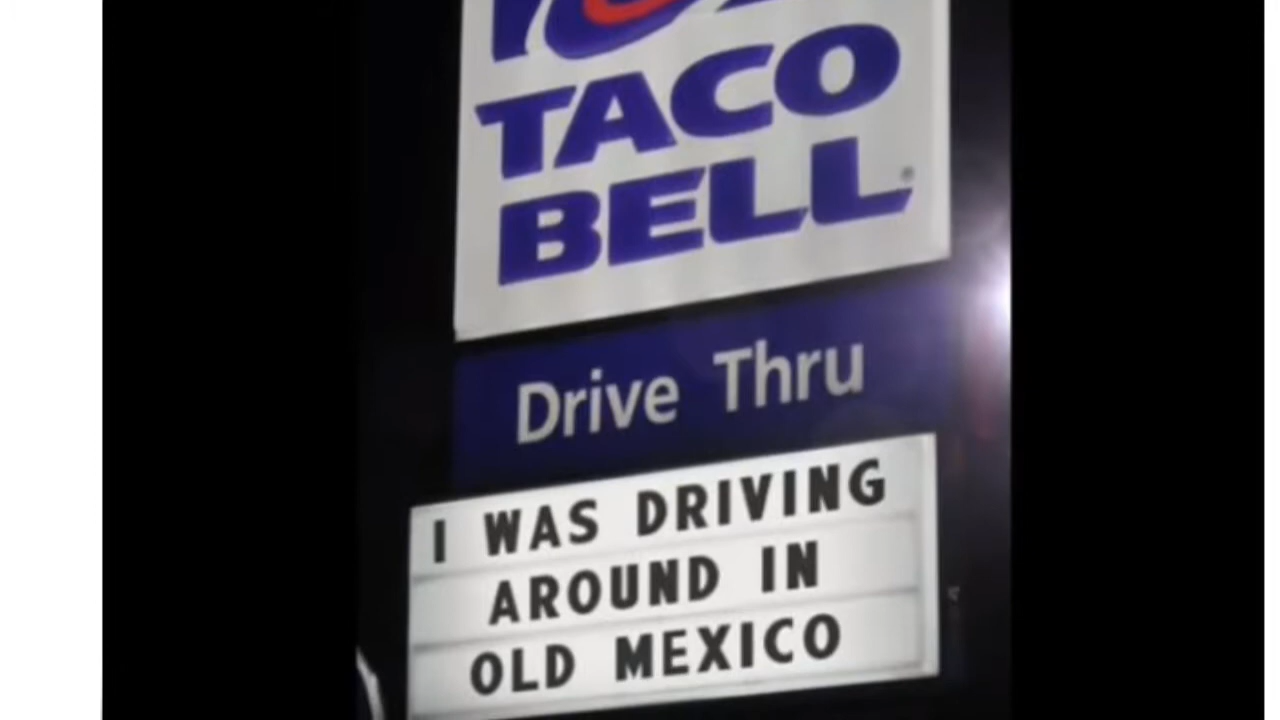 TACO
BELL®
Drive Thru
I WAS DRIVING
AROUND IN
OLD MEXICO